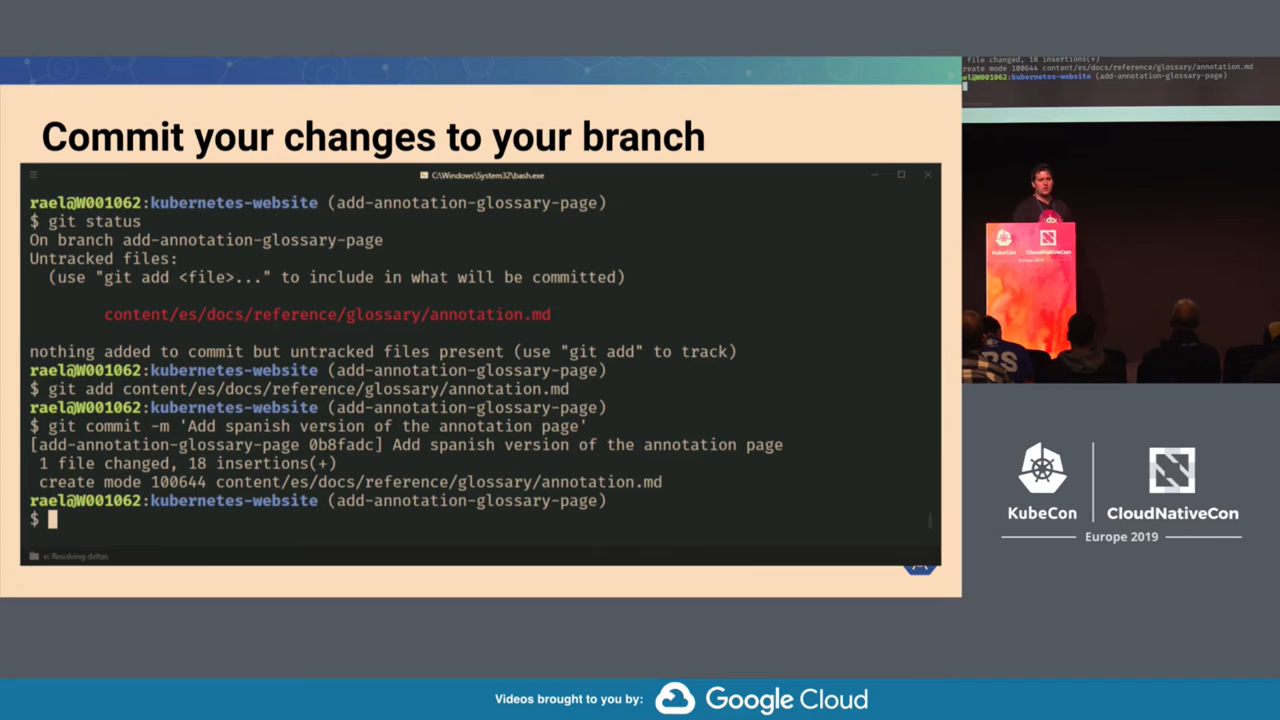 Commit your changes to your branch
C:\Windows\System32\bash.exe
rael@W001062:kubernetes-website (add-annotation-glossary-page)
$ git status
On branch add-annotation-glossary-page
Untracked files:
(use "git add <file>..." to include in what will be committed)
content/es/docs/reference/glossary/annotation.md
nothing added to commit but untracked files present (use "git add" to track)
rael@W001062:kubernetes-website (add-annotation-glossary-page)
$ git add content/es/docs/reference/glossary/annotation.md
rael@W001062:kubernetes-website (add-annotation-glossary-page)
$ git commit -m 'Add spanish version of the annotation page'
[add-annotation-glossary-page 0b8fadc] Add spanish version of the annotation page
1 file changed, 18 insertions(+)
create mode 100644 content/es/docs/reference/glossary/annotation.md
rael@W001062:kubernetes-website (add-annotation-glossary-page)
$
e: Resolving deltas
file changed, 18 insertions(+)
create mode 100644 content/es/docs/reference/glossary/annotation.md
ael@W001062:kubernetes-website (add-annotation-glossary-page)
KubeCon
CloudNativeCon
Europe 2019
KubeCon
CloudNativeCon
Europe 2019
Videos brought to you by:
Google Cloud